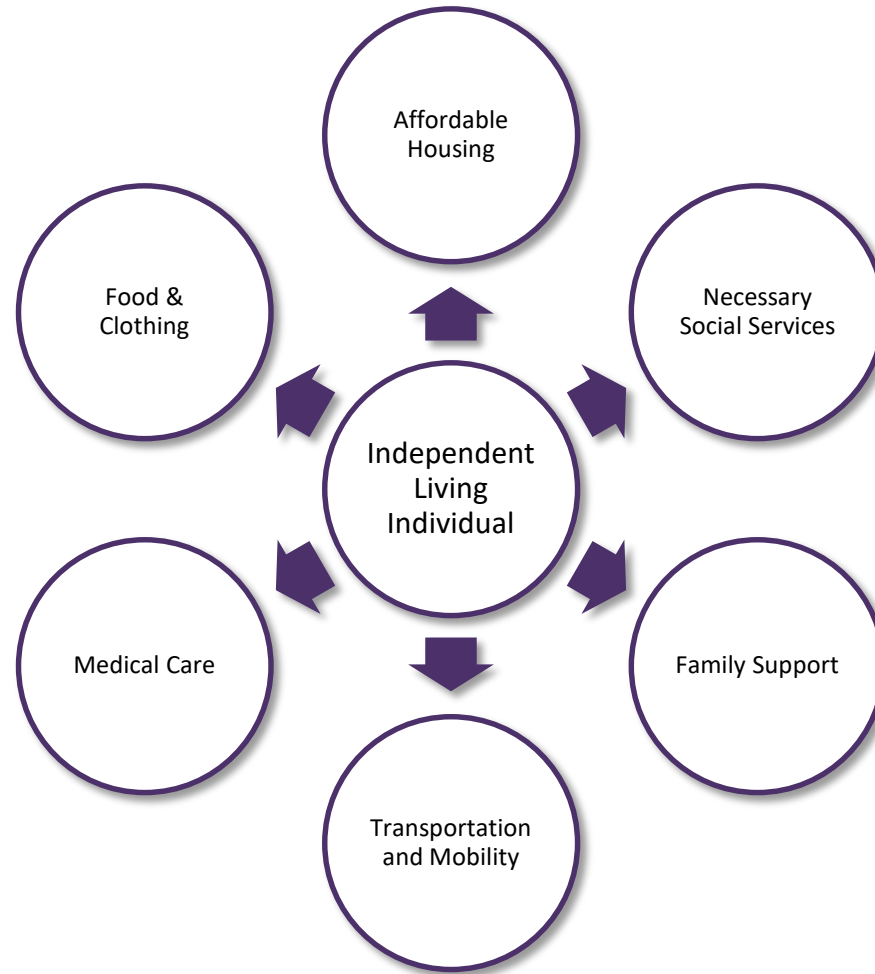 Affordable
Housing
Food &
Clothing
Necessary
Social Services
Independent
Living
Individual
Medical Care
Family Support
Transportation
and Mobility